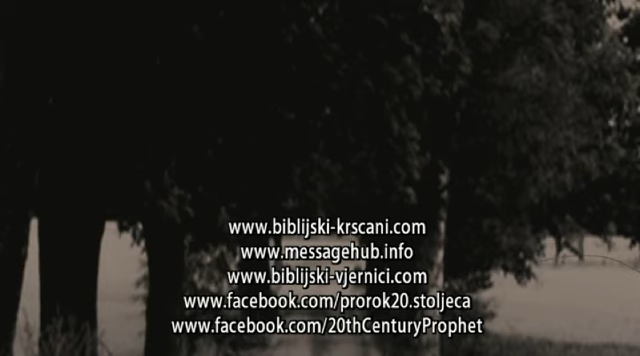 www.biblijski-krscani.com
www.messagehub.info
www.biblijski-vjernici.com
www.facebook.com/prorok20.stoljeca
www.facebook.com/20thCenturyProphet